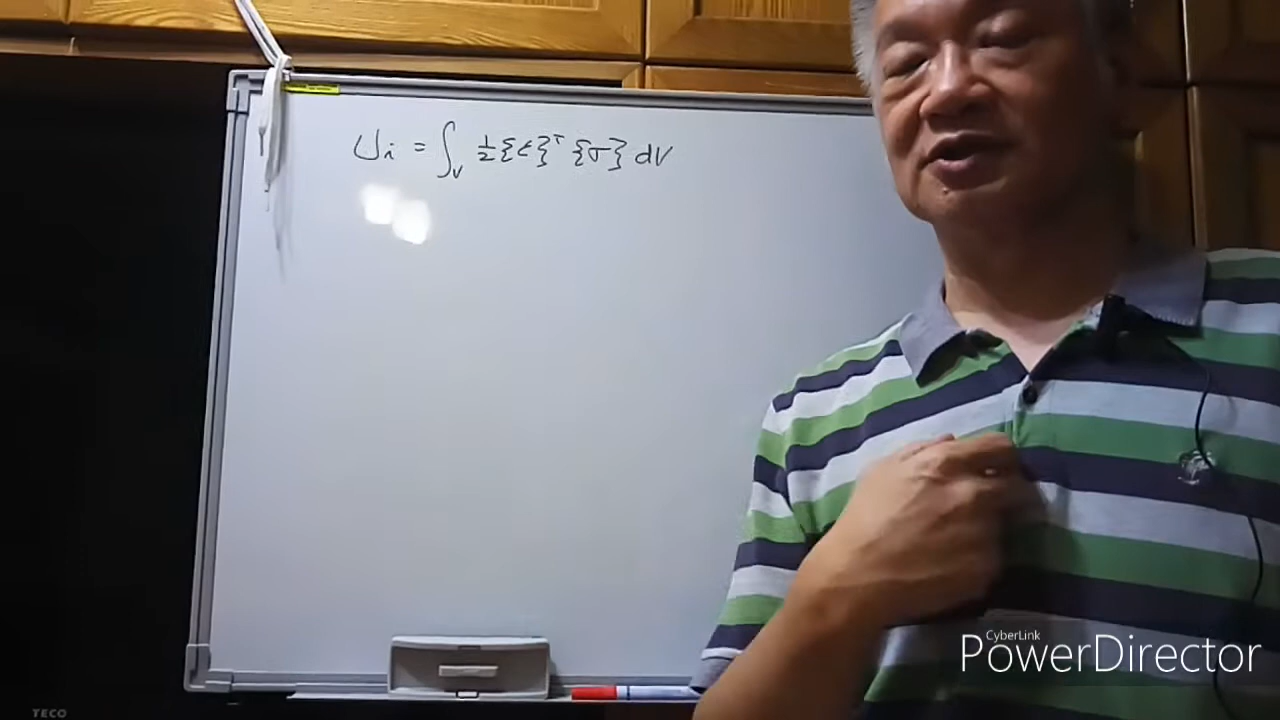 Ui = ∫V 1/2 {ε}ᵀ {σ} dV
CyberLink
PowerDirector
TECO